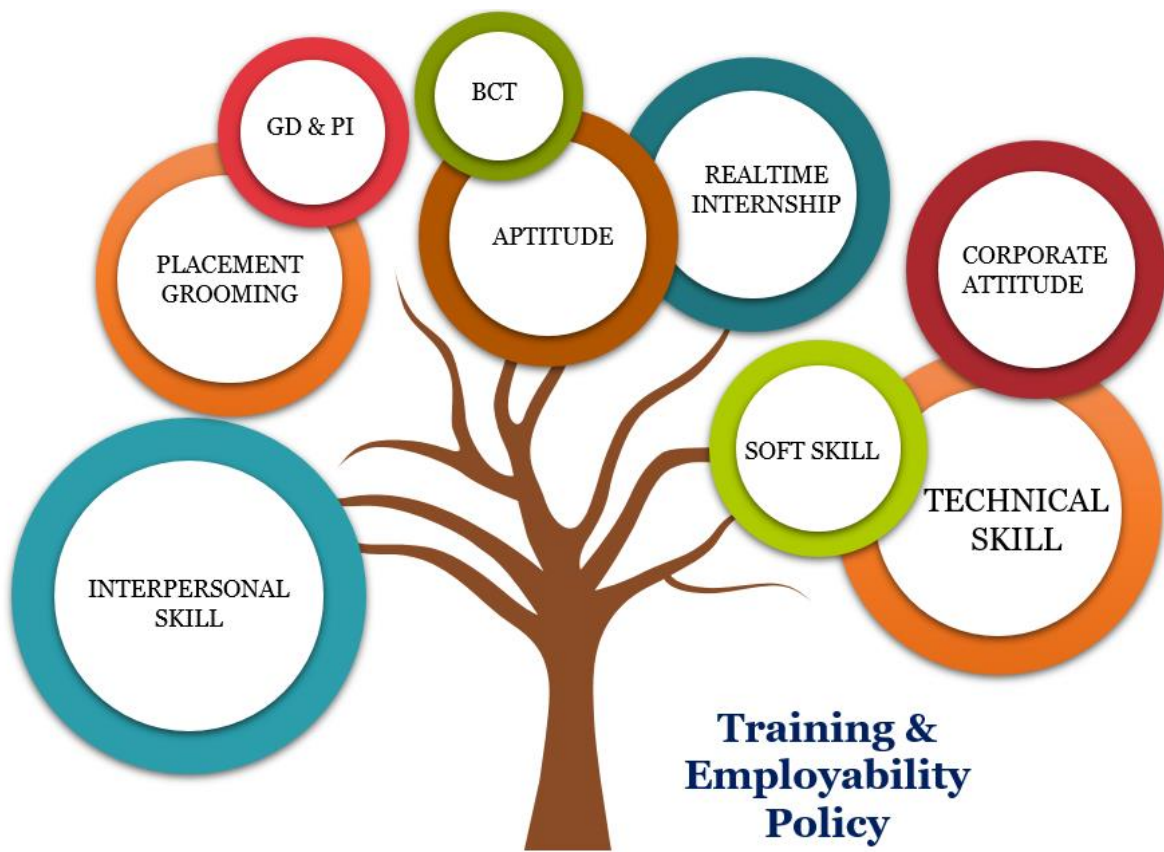 GD & PI
BCT
PLACEMENT
GROOMING
APTITUDE
REALTIME
INTERNSHIP
CORPORATE
ATTITUDE
INTERPERSONAL
SKILL
SOFT SKILL
TECHNICAL
SKILL
Training &
Employability
Policy